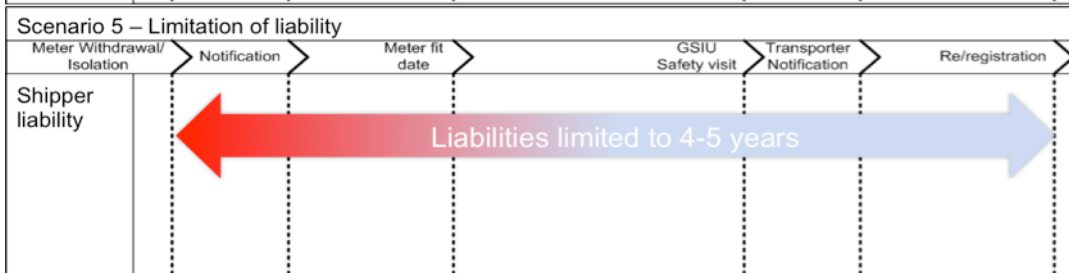 Scenario 5 – Limitation of liability
Meter Withdrawal/
Isolation
Notification
Meter fit
date
GSIU
Safety visit
Transporter
Notification
Re/registration
Shipper
liability
Liabilities limited to 4-5 years